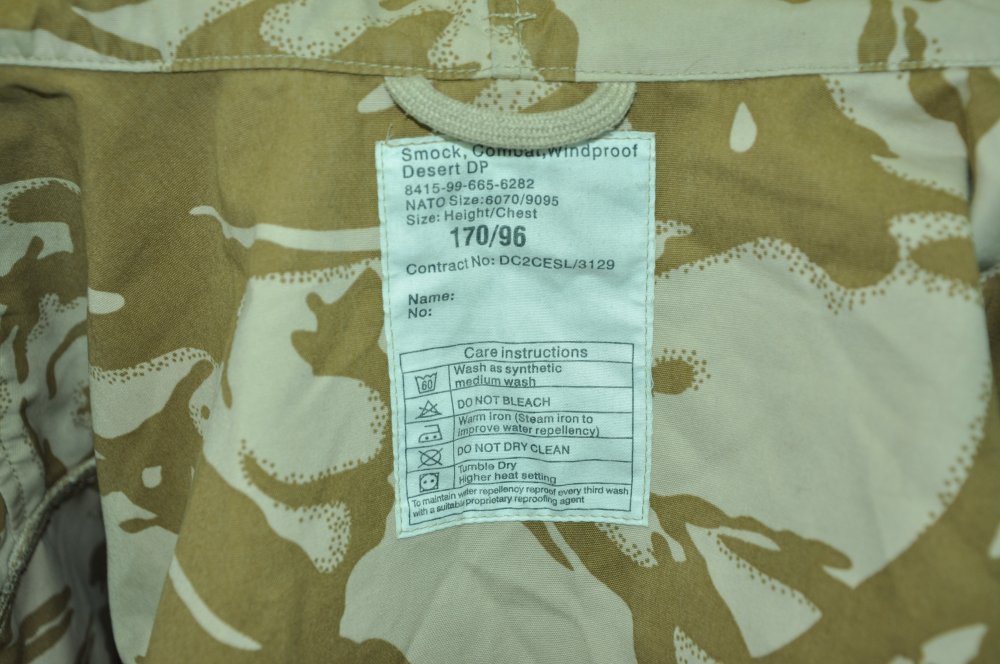 Smock, Combat,Windproof
Desert DP
8415-99-665-6282
NATO Size:6070/9095
Size: Height/Chest
170/96
Contract No: DC2CESL/3129
Name:
No:
Care instructions
60
Wash as synthetic
medium wash
DO NOT BLEACH
Warm iron (Steam iron to
improve water repellency)
DO NOT DRY CLEAN
Tumble Dry
Higher heat setting
To maintain water repellency reproof every third wash
with a suitable proprietary reproofing agent